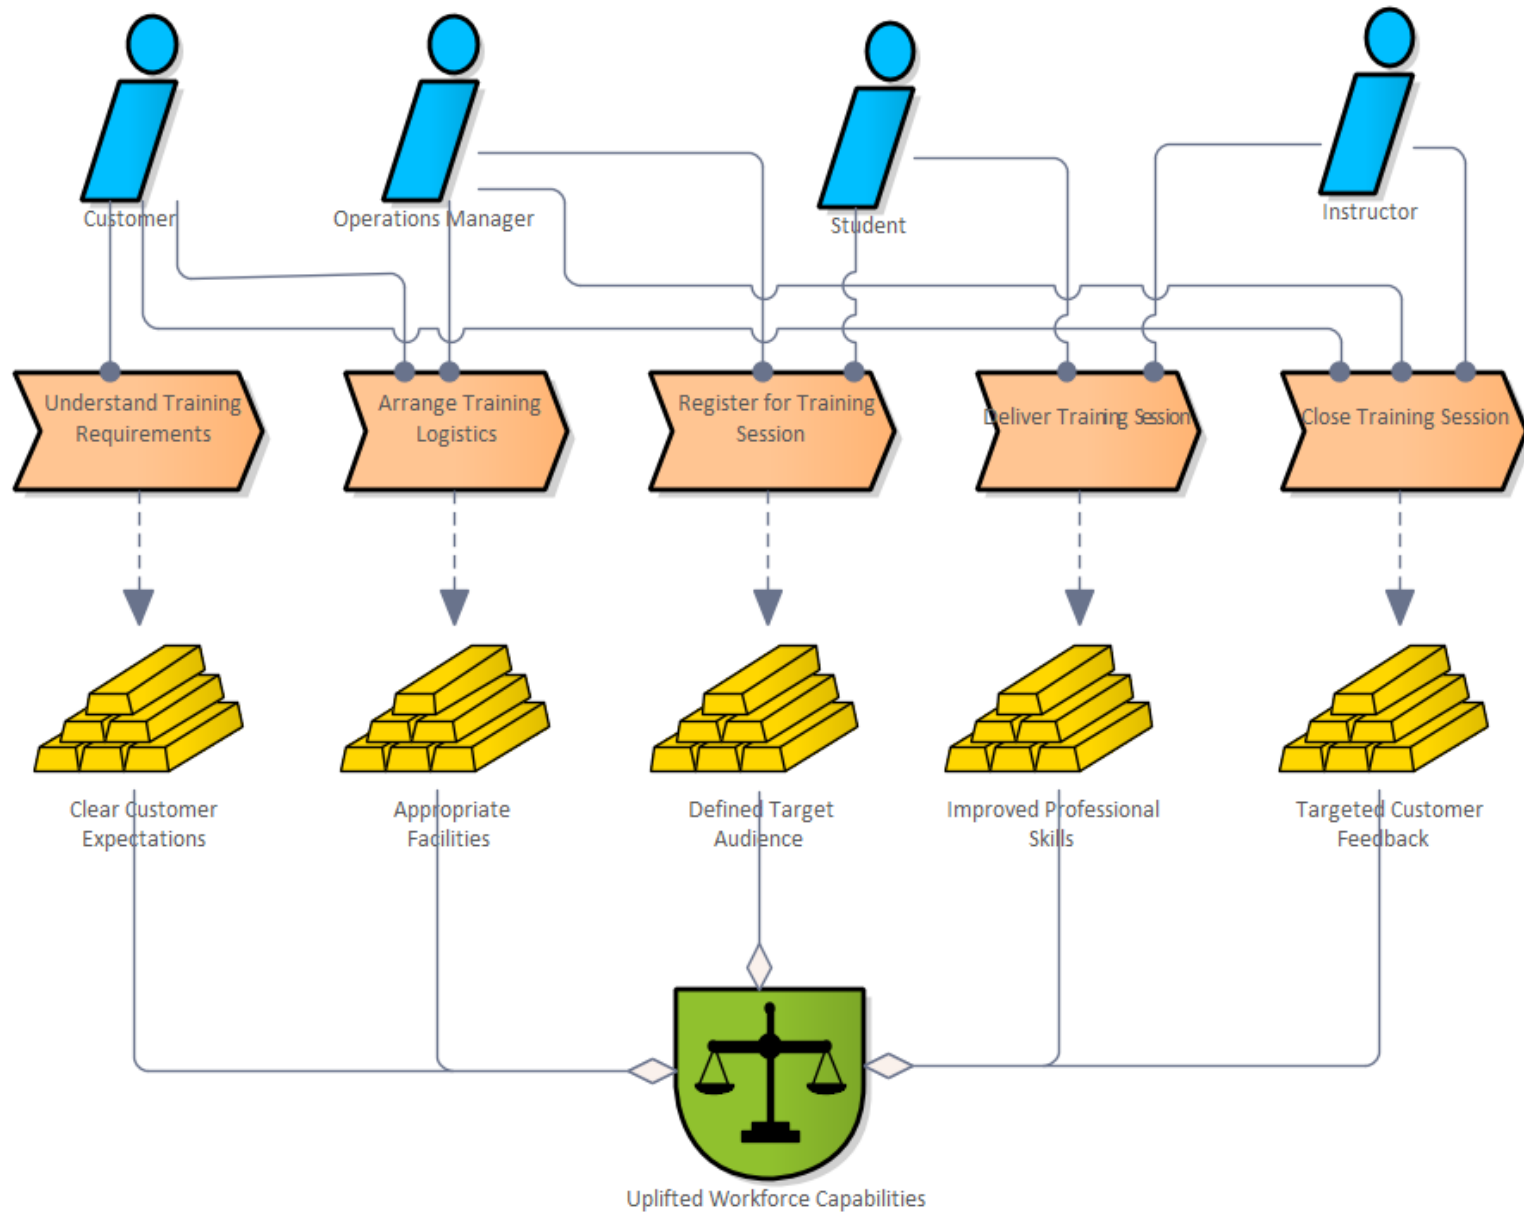 Customer
Operations Manager
Student
Instructor
Understand Training
Requirements
Arrange Training
Logistics
Register for Training
Session
Deliver Training Session
Close Training Session
Clear Customer
Expectations
Appropriate
Facilities
Defined Target
Audience
Improved Professional
Skills
Targeted Customer
Feedback
Uplifted Workforce Capabilities